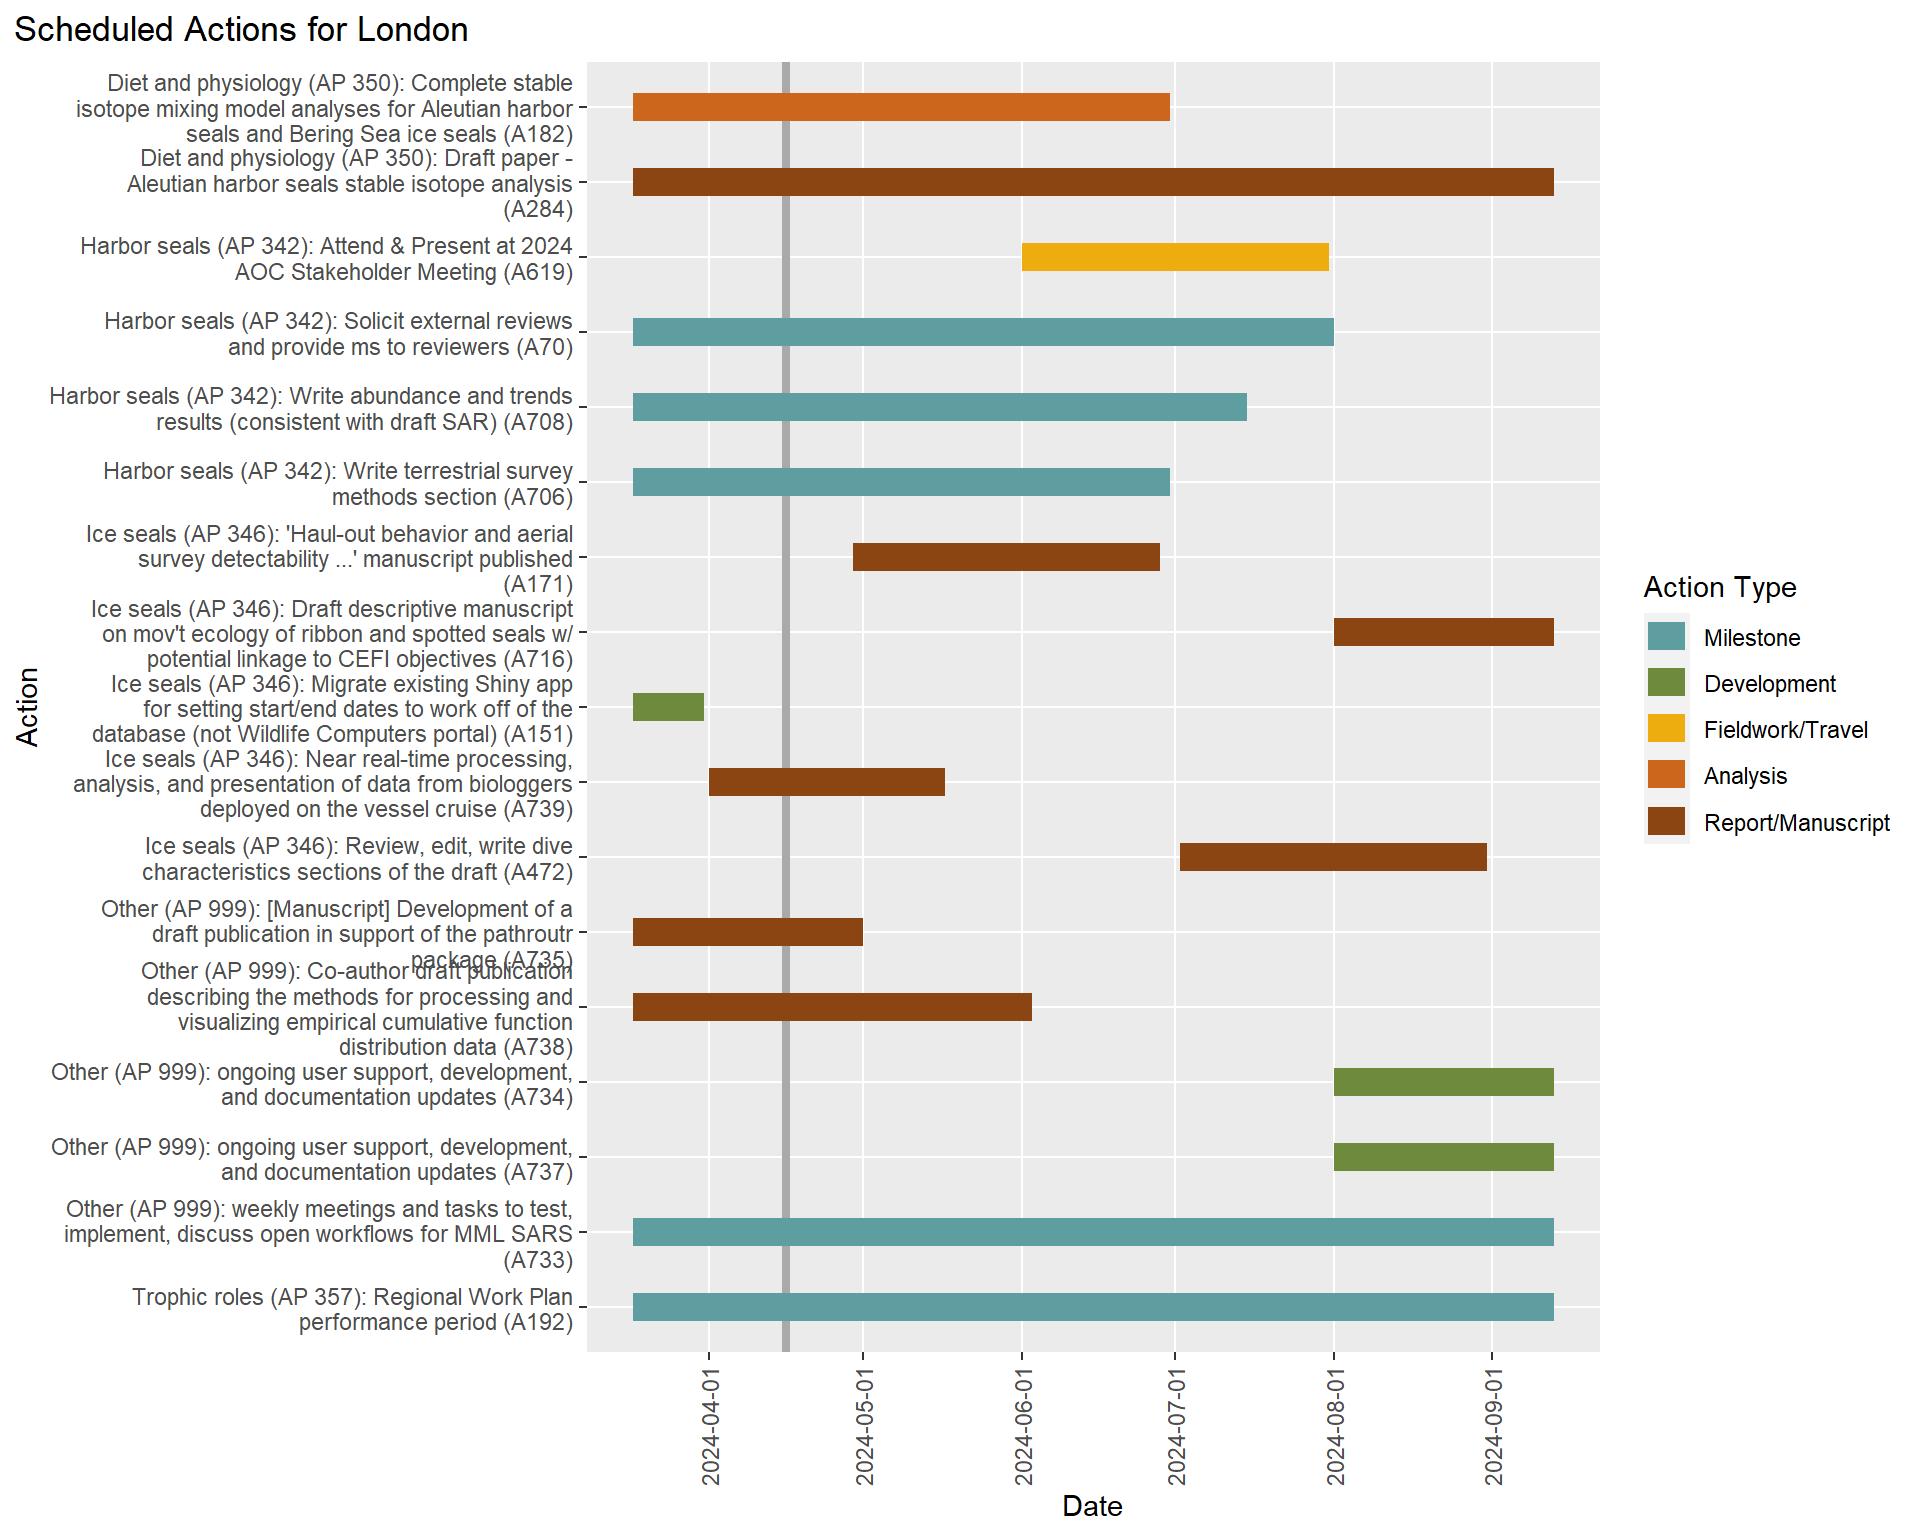 Scheduled Actions for London
Diet and physiology (AP 350): Complete stable
isotope mixing model analyses for Aleutian harbor
seals and Bering Sea ice seals (A182)
Diet and physiology (AP 350): Draft paper -
Aleutian harbor seals stable isotope analysis
(A284)
Harbor seals (AP 342): Attend & Present at 2024
AOC Stakeholder Meeting (A619)
Harbor seals (AP 342): Solicit external reviews
and provide ms to reviewers (A70)
Harbor seals (AP 342): Write abundance and trends
results (consistent with draft SAR) (A708)
Harbor seals (AP 342): Write terrestrial survey
methods section (A706)
Ice seals (AP 346): 'Haul-out behavior and aerial
survey detectability ...' manuscript published
(A171)
Ice seals (AP 346): Draft descriptive manuscript
on mov't ecology of ribbon and spotted seals w/
potential linkage to CEFI objectives (A716)
Ice seals (AP 346): Migrate existing Shiny app
for setting start/end dates to work off of the
database (not Wildlife Computers portal) (A151)
Ice seals (AP 346): Near real-time processing,
analysis, and presentation of data from biologgers
deployed on the vessel cruise (A739)
Ice seals (AP 346): Review, edit, write dive
characteristics sections of the draft (A472)
Other (AP 999): [Manuscript] Development of a
draft publication in support of the pathroutr
package (A735)
Other (AP 999): Co-author draft publication
describing the methods for processing and
visualizing empirical cumulative function
distribution data (A738)
Other (AP 999): ongoing user support, development,
and documentation updates (A734)
Other (AP 999): ongoing user support, development,
and documentation updates (A737)
Other (AP 999): weekly meetings and tasks to test,
implement, discuss open workflows for MML SARS
(A733)
Trophic roles (AP 357): Regional Work Plan
performance period (A192)
Action
2024-04-01
2024-05-01
2024-06-01
2024-07-01
2024-08-01
2024-09-01
Date
Action Type
Milestone
Development
Fieldwork/Travel
Analysis
Report/Manuscript